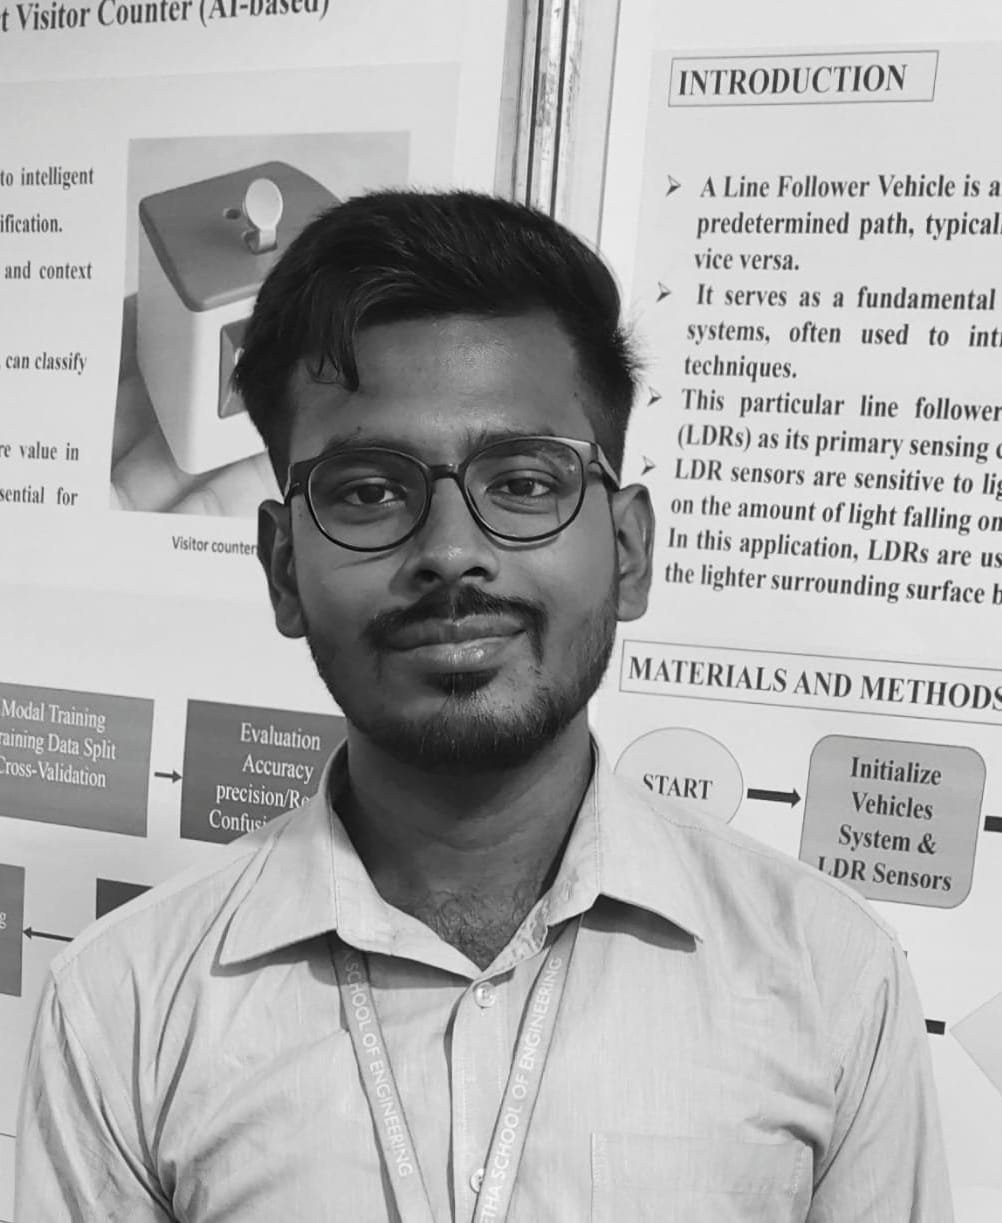 t Visitor Counter (AI-based)
to intelligent
ification.
and context
can classify
re value in
sential for
Visitor counter
Modal Training
raining Data Split
Cross-Validation
Evaluation
Accuracy
precision/Re
Confus
g
INTRODUCTION
➢ A Line Follower Vehicle is a
predetermined path, typicall
vice versa.
➢ It serves as a fundamental
systems, often used to int
techniques.
➢ This particular line follower
(LDRs) as its primary sensing
➢ LDR sensors are sensitive to lig
on the amount of light falling on
In this application, LDRs are us
the lighter surrounding surface b
MATERIALS AND METHODS
START
Initialize
Vehicles
System &
LDR Sensors
SCHOOL OF ENGINEERING
THA SCHOOL OF ENGINEERING